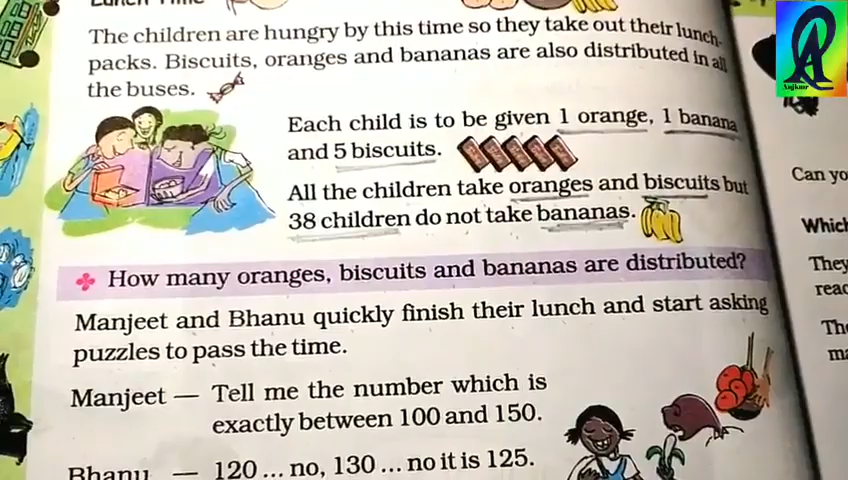 Lunch Time
The children are hungry by this time so they take out their lunch-
packs. Biscuits, oranges and bananas are also distributed in all
the buses.
Each child is to be given 1 orange, 1 banana
and 5 biscuits.
All the children take oranges and biscuits but
38 children do not take bananas.
How many oranges, biscuits and bananas are distributed?
Manjeet and Bhanu quickly finish their lunch and start asking
puzzles to pass the time.
Manjeet — Tell me the number which is
exactly between 100 and 150.
Bhanu — 120 ... no, 130 ... no it is 125.
Can yo
Which
They
reac
The
ma
A